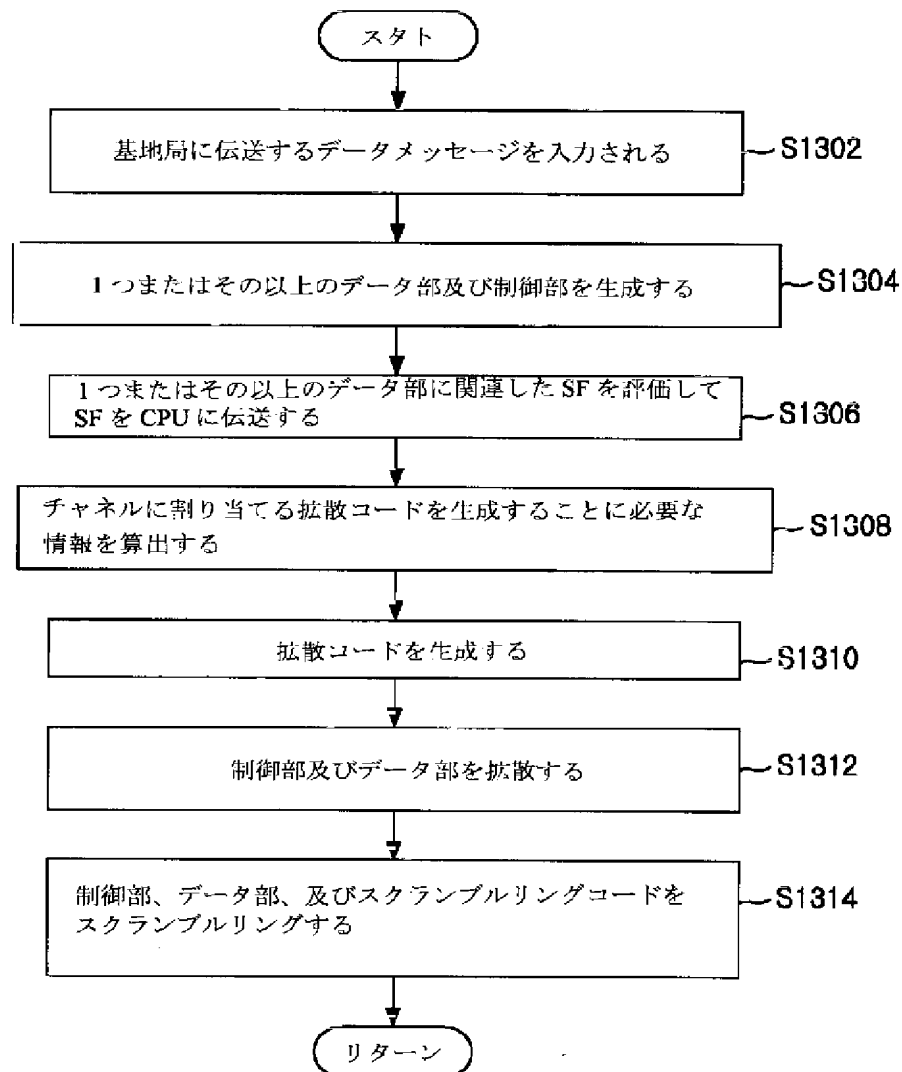 スタト
基地局に伝送するデータメッセージを入力される
S1302
1つまたはその以上のデータ部及び制御部を生成する
S1304
1つまたはその以上のデータ部に関連した SF を評価して
SF を CPU に伝送する
S1306
チャネルに割り当てる拡散コードを生成することに必要な
情報を算出する
S1308
拡散コードを生成する
S1310
制御部及びデータ部を拡散する
S1312
制御部、データ部、及びスクランブルリングコードを
スクランブルリングする
S1314
リターン